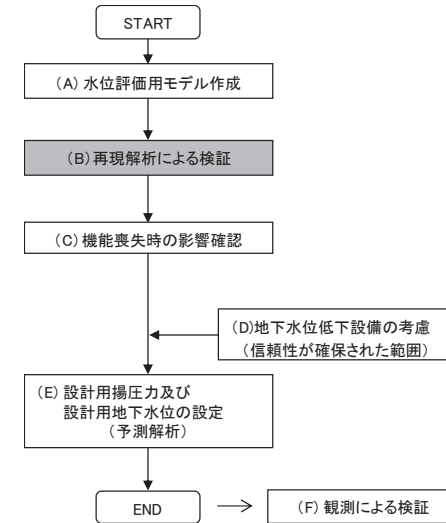 START
(A) 水位評価用モデル作成
(B) 再現解析による検証
(C) 機能喪失時の影響確認
(D)地下水位低下設備の考慮
(信頼性が確保された範囲)
(E) 設計用揚圧力及び
設計用地下水位の設定
(予測解析)
END
(F) 観測による検証